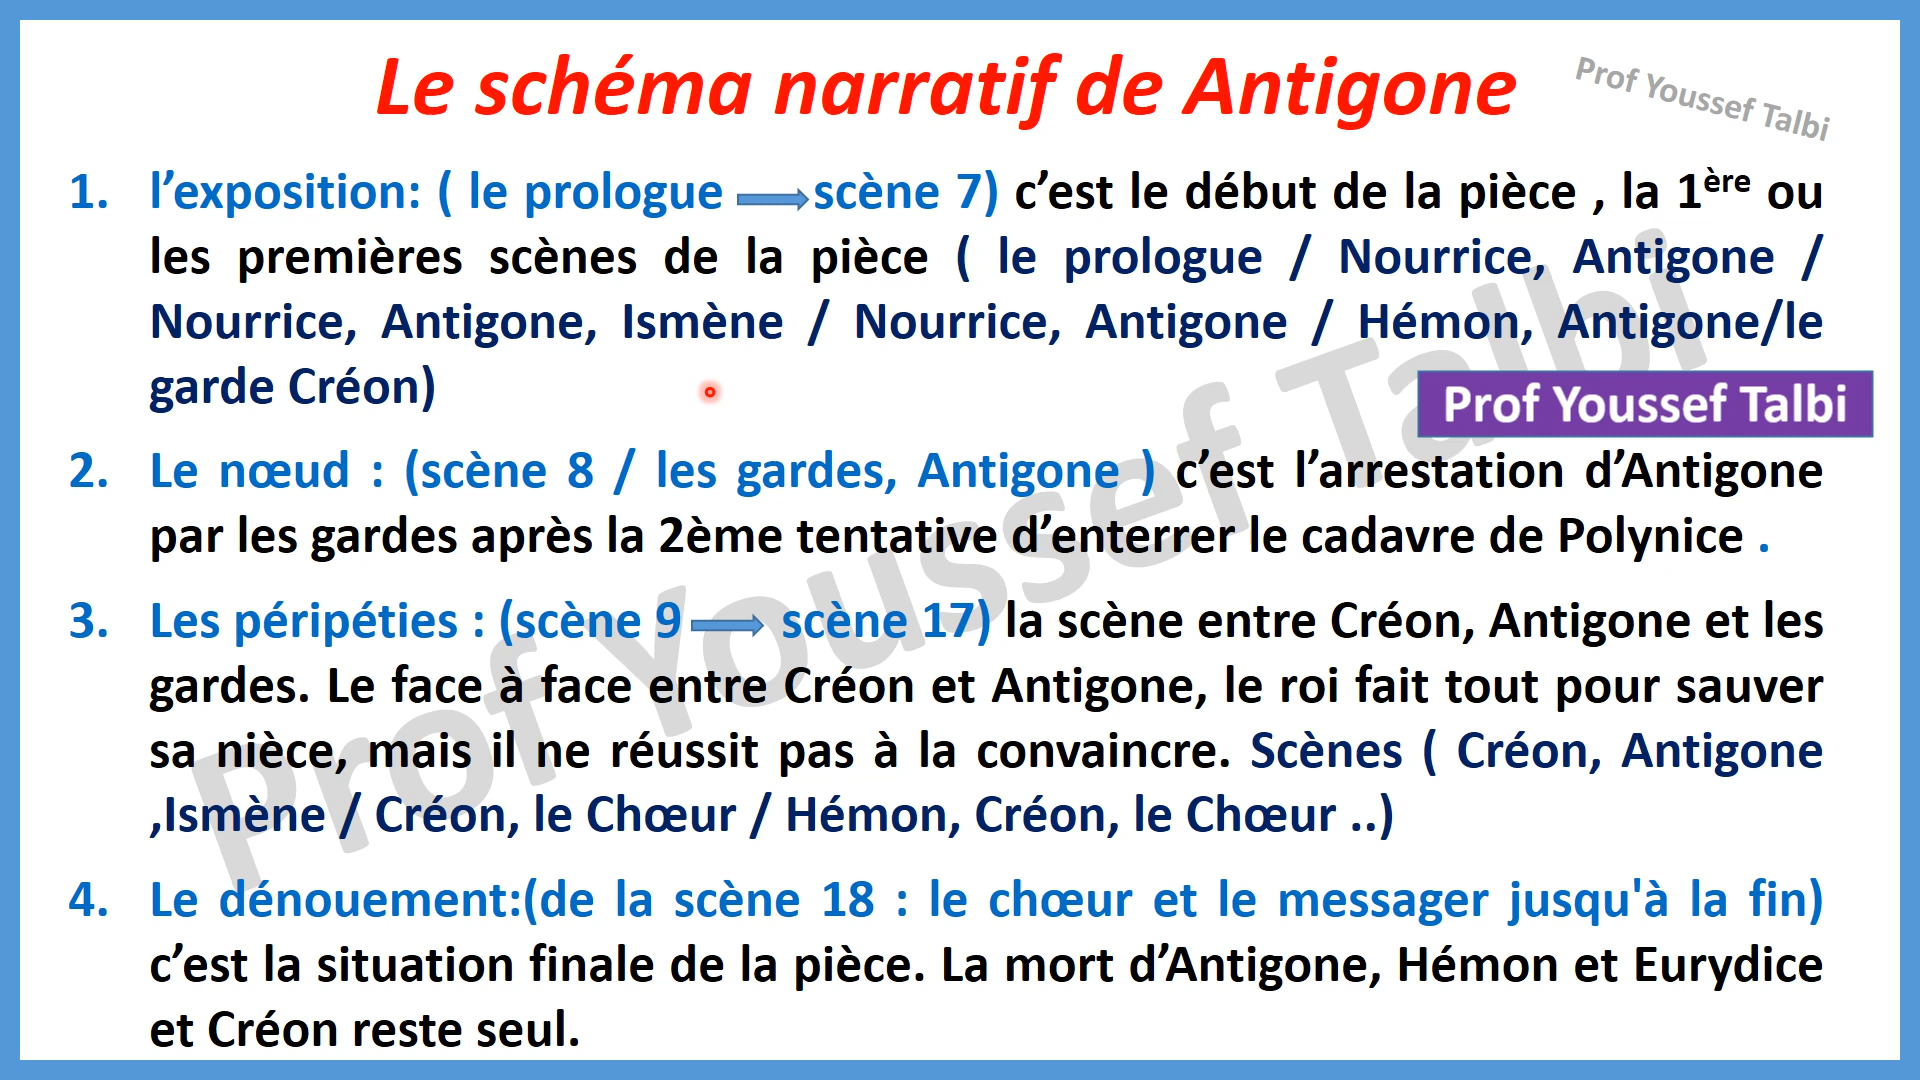 Le schéma narratif de Antigone
Prof Youssef Talbi
1. l’exposition: ( le prologue scène 7) c’est le début de la pièce , la 1ère ou
les premières scènes de la pièce ( le prologue / Nourrice, Antigone /
Nourrice, Antigone, Ismène / Nourrice, Antigone / Hémon, Antigone/le
garde Créon)
Prof Youssef Talbi
2. Le nœud : (scène 8 / les gardes, Antigone ) c’est l’arrestation d’Antigone
par les gardes après la 2ème tentative d’enterrer le cadavre de Polynice .
3. Les péripéties : (scène 9 scène 17) la scène entre Créon, Antigone et les
gardes. Le face à face entre Créon et Antigone, le roi fait tout pour sauver
sa nièce, mais il ne réussit pas à la convaincre. Scènes ( Créon, Antigone
,Ismène / Créon, le Chœur / Hémon, Créon, le Chœur ..)
4. Le dénouement:(de la scène 18 : le chœur et le messager jusqu'à la fin)
c’est la situation finale de la pièce. La mort d’Antigone, Hémon et Eurydice
et Créon reste seul.
Prof Youssef Talbi